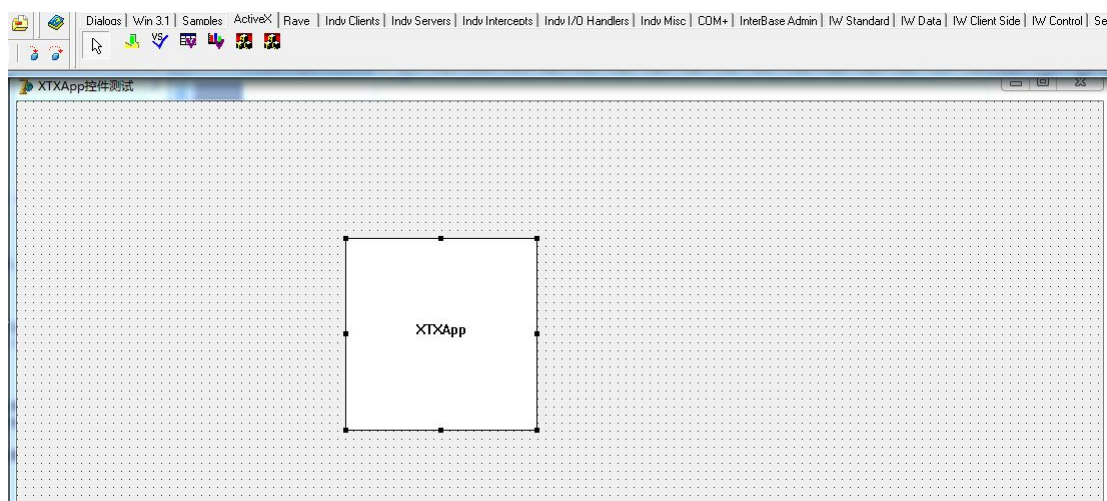 Dialogs Win 3.1 Samples ActiveX Rave Indy Clients Indy Servers Indy Intercepts Indy I/O Handlers Indy Misc COM+ InterBase Admin IW Standard IW Data IW Client Side IW Control Se
VS
XTXApp控件测试
XTXApp